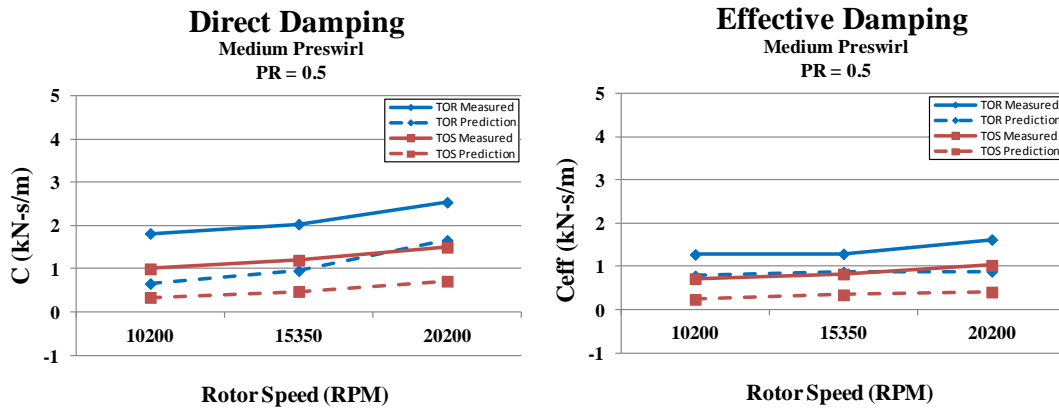 Direct Damping
Medium Preswirl
PR = 0.5
5
4
3
2
1
0
-1
C (kN-s/m)
TOR Measured
TOR Prediction
TOS Measured
TOS Prediction
10200 15350 20200
Rotor Speed (RPM)
Effective Damping
Medium Preswirl
PR = 0.5
5
4
3
2
1
0
-1
Ceff (kN-s/m)
TOR Measured
TOR Prediction
TOS Measured
TOS Prediction
10200 15350 20200
Rotor Speed (RPM)